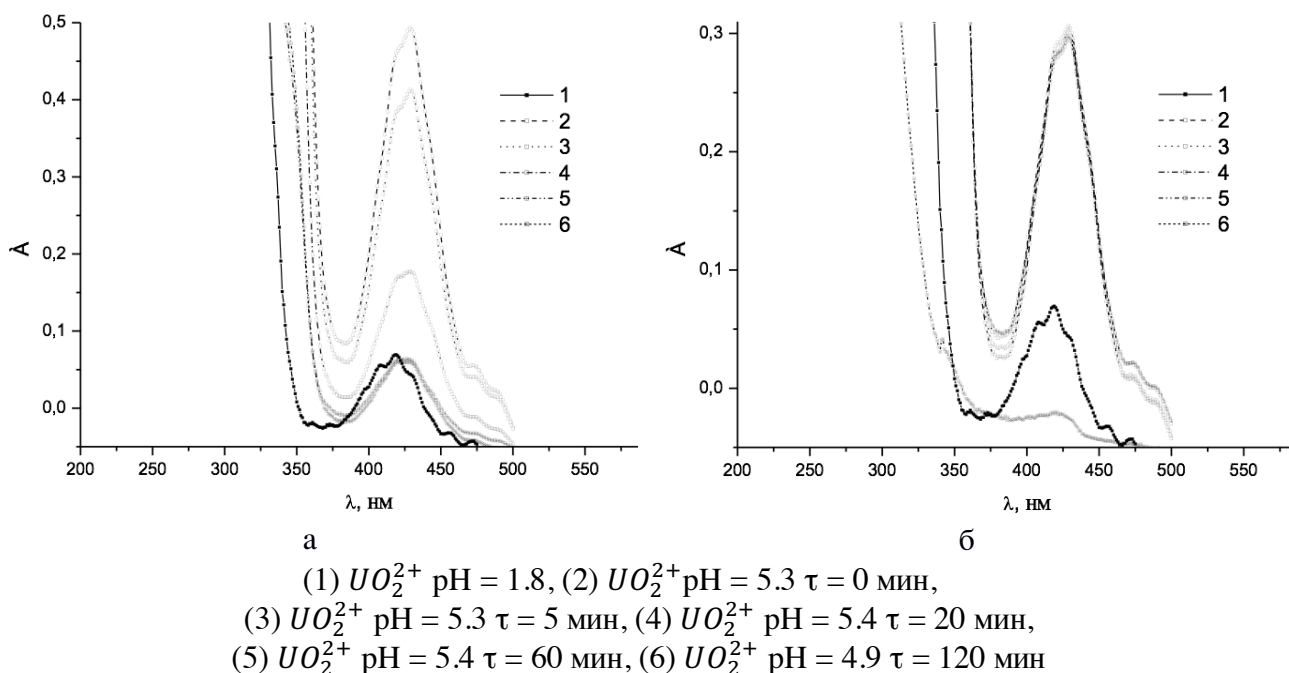 0,5
0,4
0,3
0,2
0,1
0,0
À
200 250 300 350 400 450 500 550
λ, нм
1
2
3
4
5
6
а
0,3
0,2
0,1
0,0
À
200 250 300 350 400 450 500 550
λ, нм
1
2
3
4
5
6
б
(1) UO₂²⁺ pH = 1.8, (2) UO₂²⁺pH = 5.3 τ = 0 мин,
(3) UO₂²⁺ pH = 5.3 τ = 5 мин, (4) UO₂²⁺ pH = 5.4 τ = 20 мин,
(5) UO₂²⁺ pH = 5.4 τ = 60 мин, (6) UO₂²⁺ pH = 4.9 τ = 120 мин